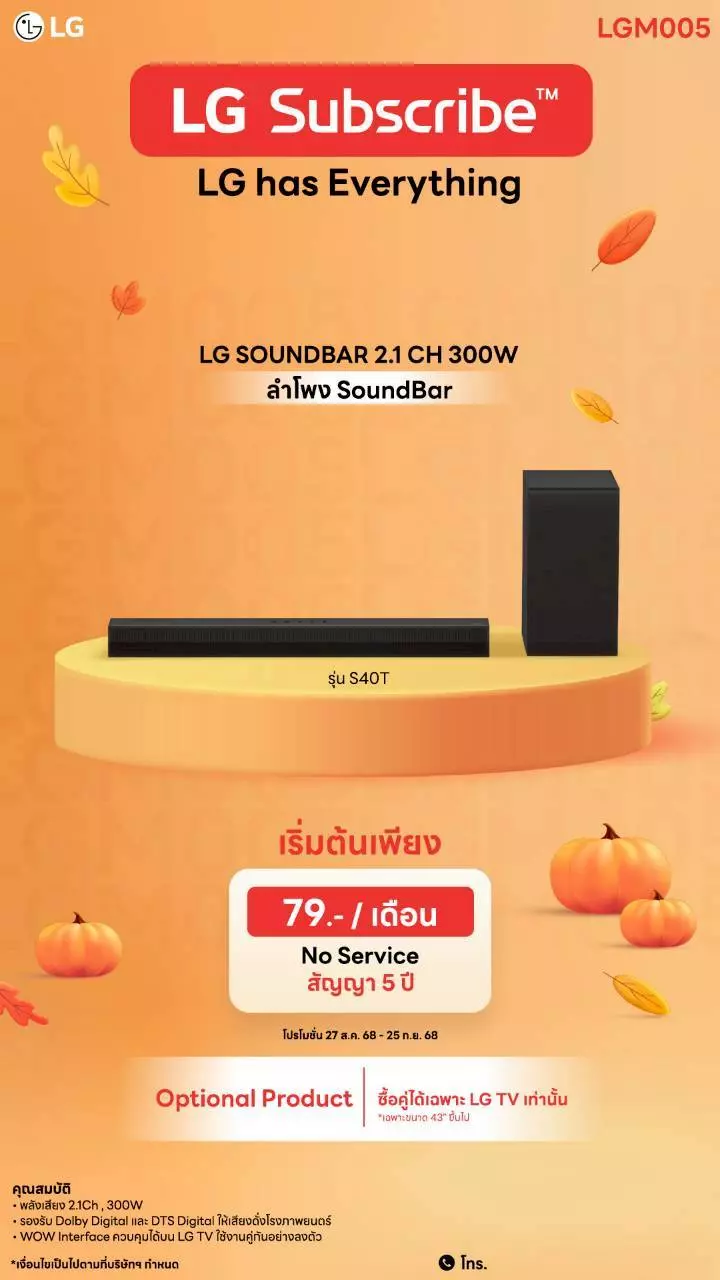 LG
LGM005
LG Subscribe™
LG has Everything
LG SOUNDBAR 2.1 CH 300W
ลำโพง SoundBar
รุ่น S40T
เริ่มต้นเพียง
79.- / เดือน
No Service
สัญญา 5 ปี
โปรโมชั่น 27 ส.ค. 68 - 25 ก.ย. 68
Optional Product
ซื้อคู่ได้เฉพาะ LG TV เท่านั้น
*เฉพาะขนาด 43" ขึ้นไป
คุณสมบัติ
• พลังเสียง 2.1Ch , 300W
• รองรับ Dolby Digital และ DTS Digital ให้เสียงดั่งโรงภาพยนตร์
• WOW Interface ควบคุมได้บน LG TV ใช้งานคู่กันอย่างลงตัว
*เงื่อนไขเป็นไปตามที่บริษัทฯ กำหนด
โทร.